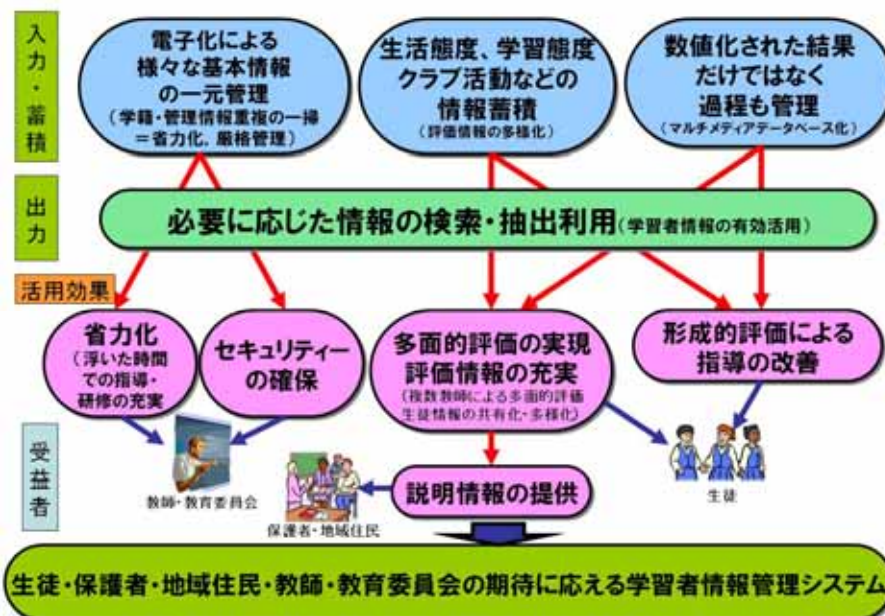 入力・蓄積
電子化による
様々な基本情報
の一元管理
(学籍・管理情報重複の一掃
=省力化、厳格管理)
生活態度、学習態度
クラブ活動などの
情報蓄積
(評価情報の多様化)
数値化された結果
だけではなく
過程も管理
(マルチメディアデータベース化)
出力
必要に応じた情報の検索・抽出利用(学習者情報の有効活用)
活用効果
省力化
(浮いた時間
での指導・
研修の充実
セキュリティー
の確保
多面的評価の実現
評価情報の充実
(複数教師による多面的評価
生徒情報の共有化・多様化)
形成的評価による
指導の改善
受益者
教師・教育委員会
保護者・地域住民
説明情報の提供
生徒
生徒・保護者・地域住民・教師・教育委員会の期待に応える学習者情報管理システム